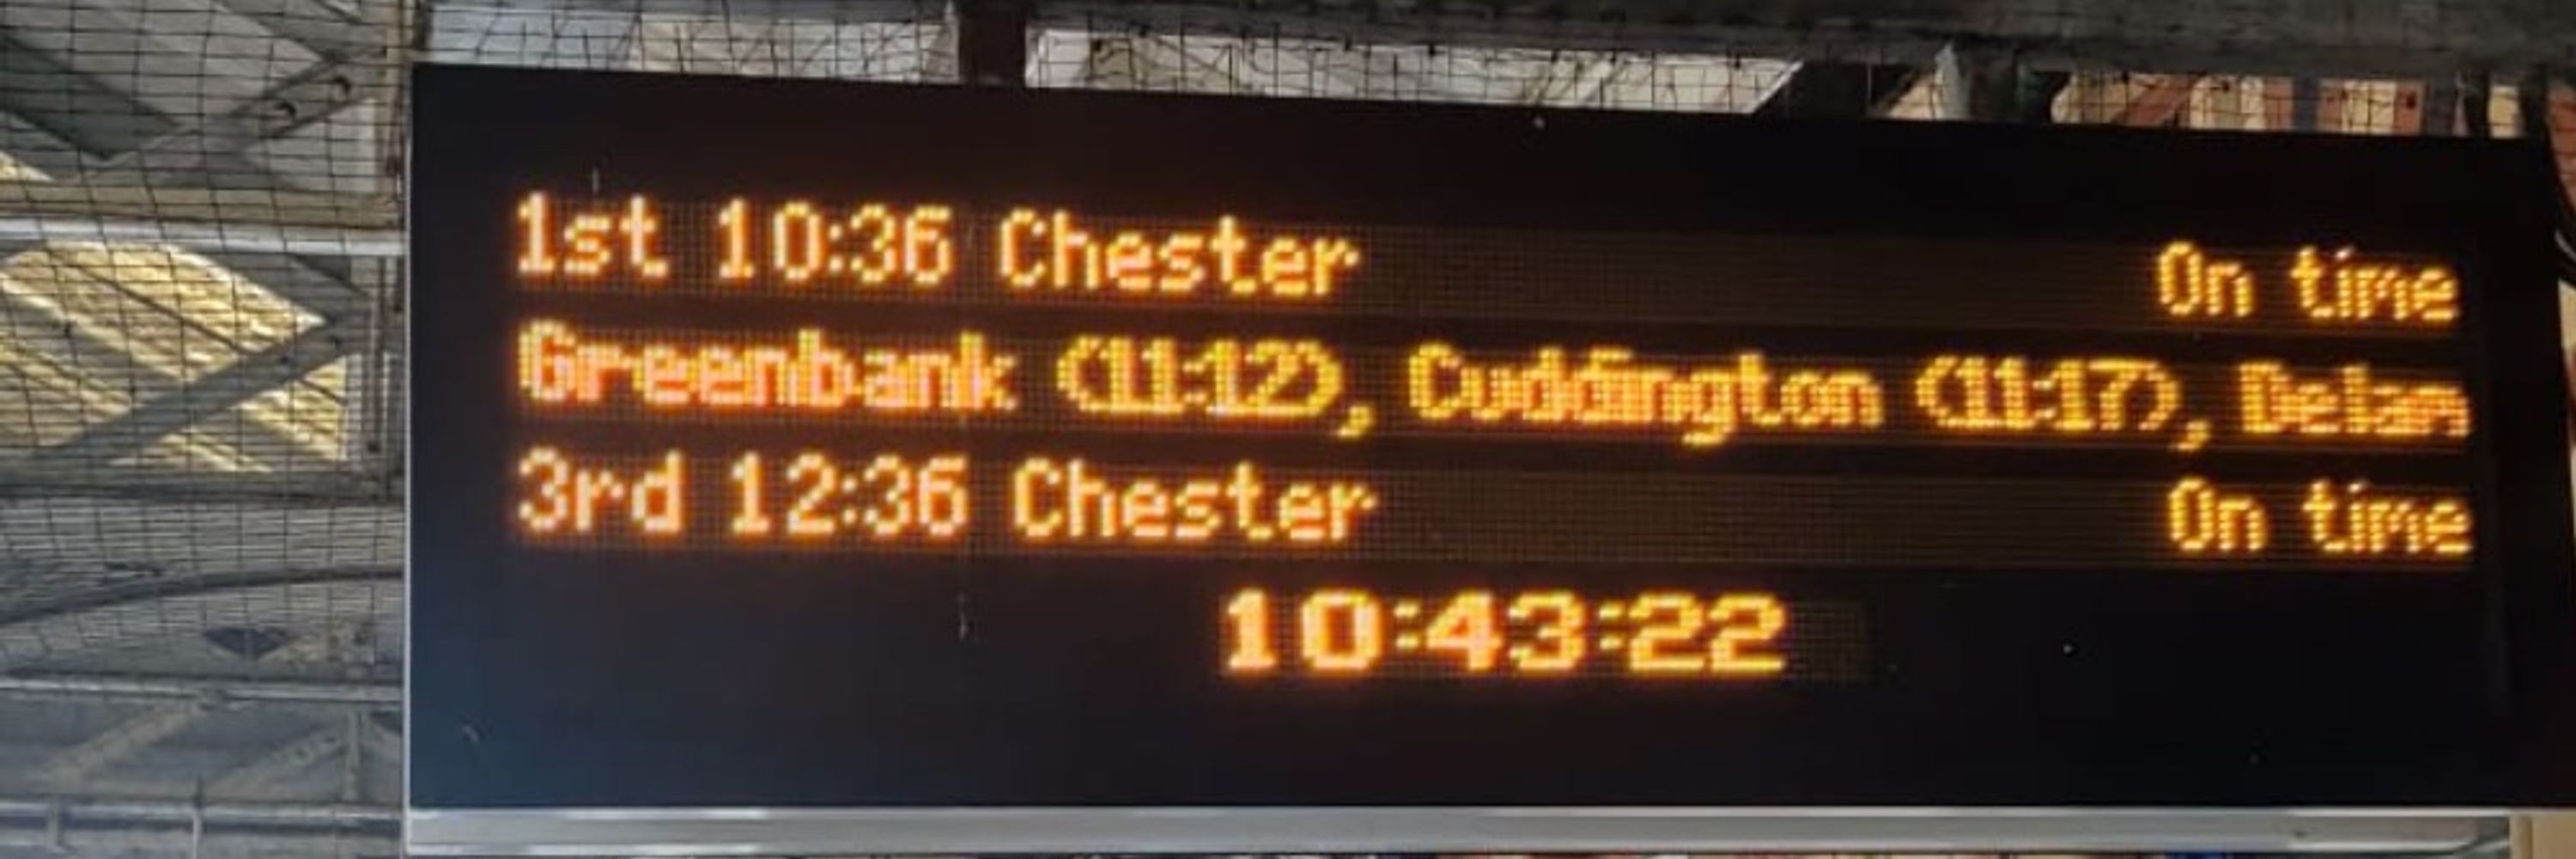 1st 10:36 Chester On time
Greenbank (11:12), Cuddington (11:17), Delam
3rd 12:36 Chester On time
10:43:22